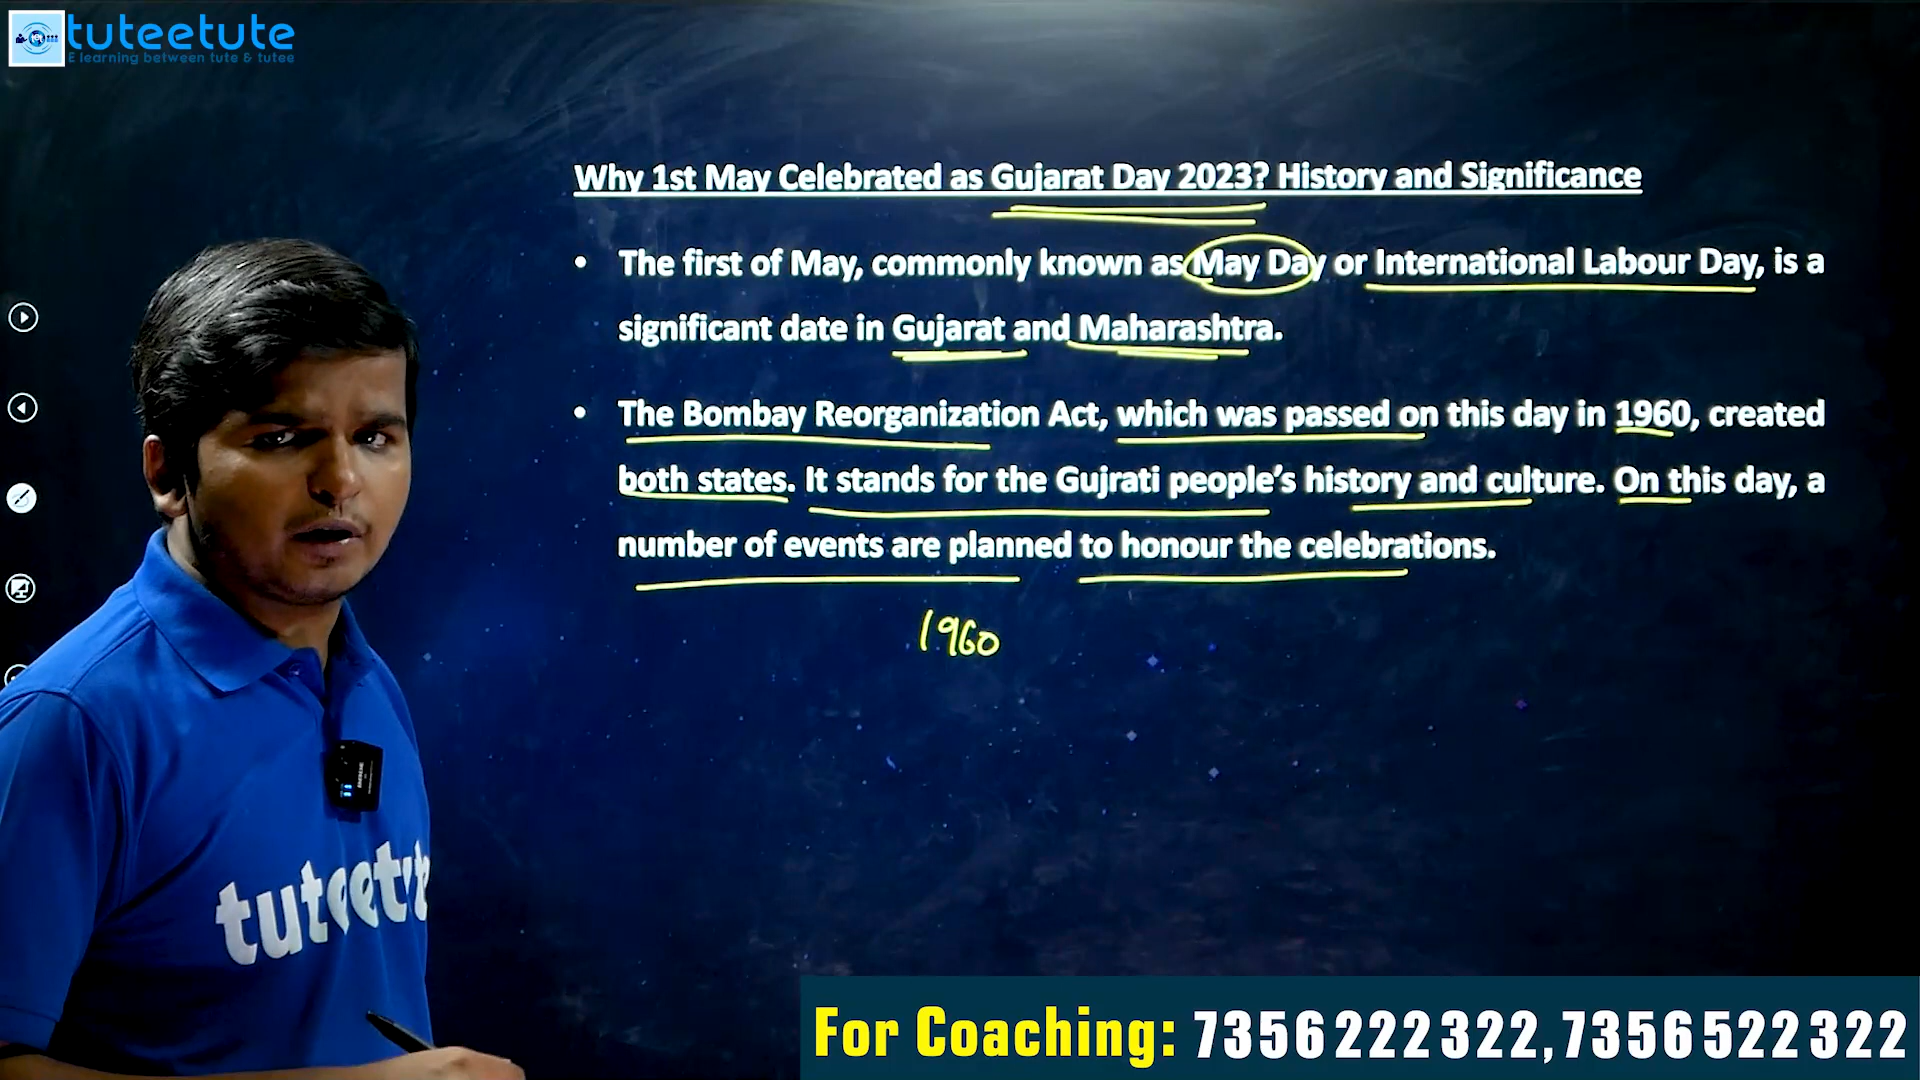 tuteetute
E learning between tute & tutee
Why 1st May Celebrated as Gujarat Day 2023? History and Significance
• The first of May, commonly known as May Day or International Labour Day, is a
significant date in Gujarat and Maharashtra.
• The Bombay Reorganization Act, which was passed on this day in 1960, created
both states. It stands for the Gujrati people's history and culture. On this day, a
number of events are planned to honour the celebrations.
1960
tuteetut
For Coaching: 7356222322, 7356522322